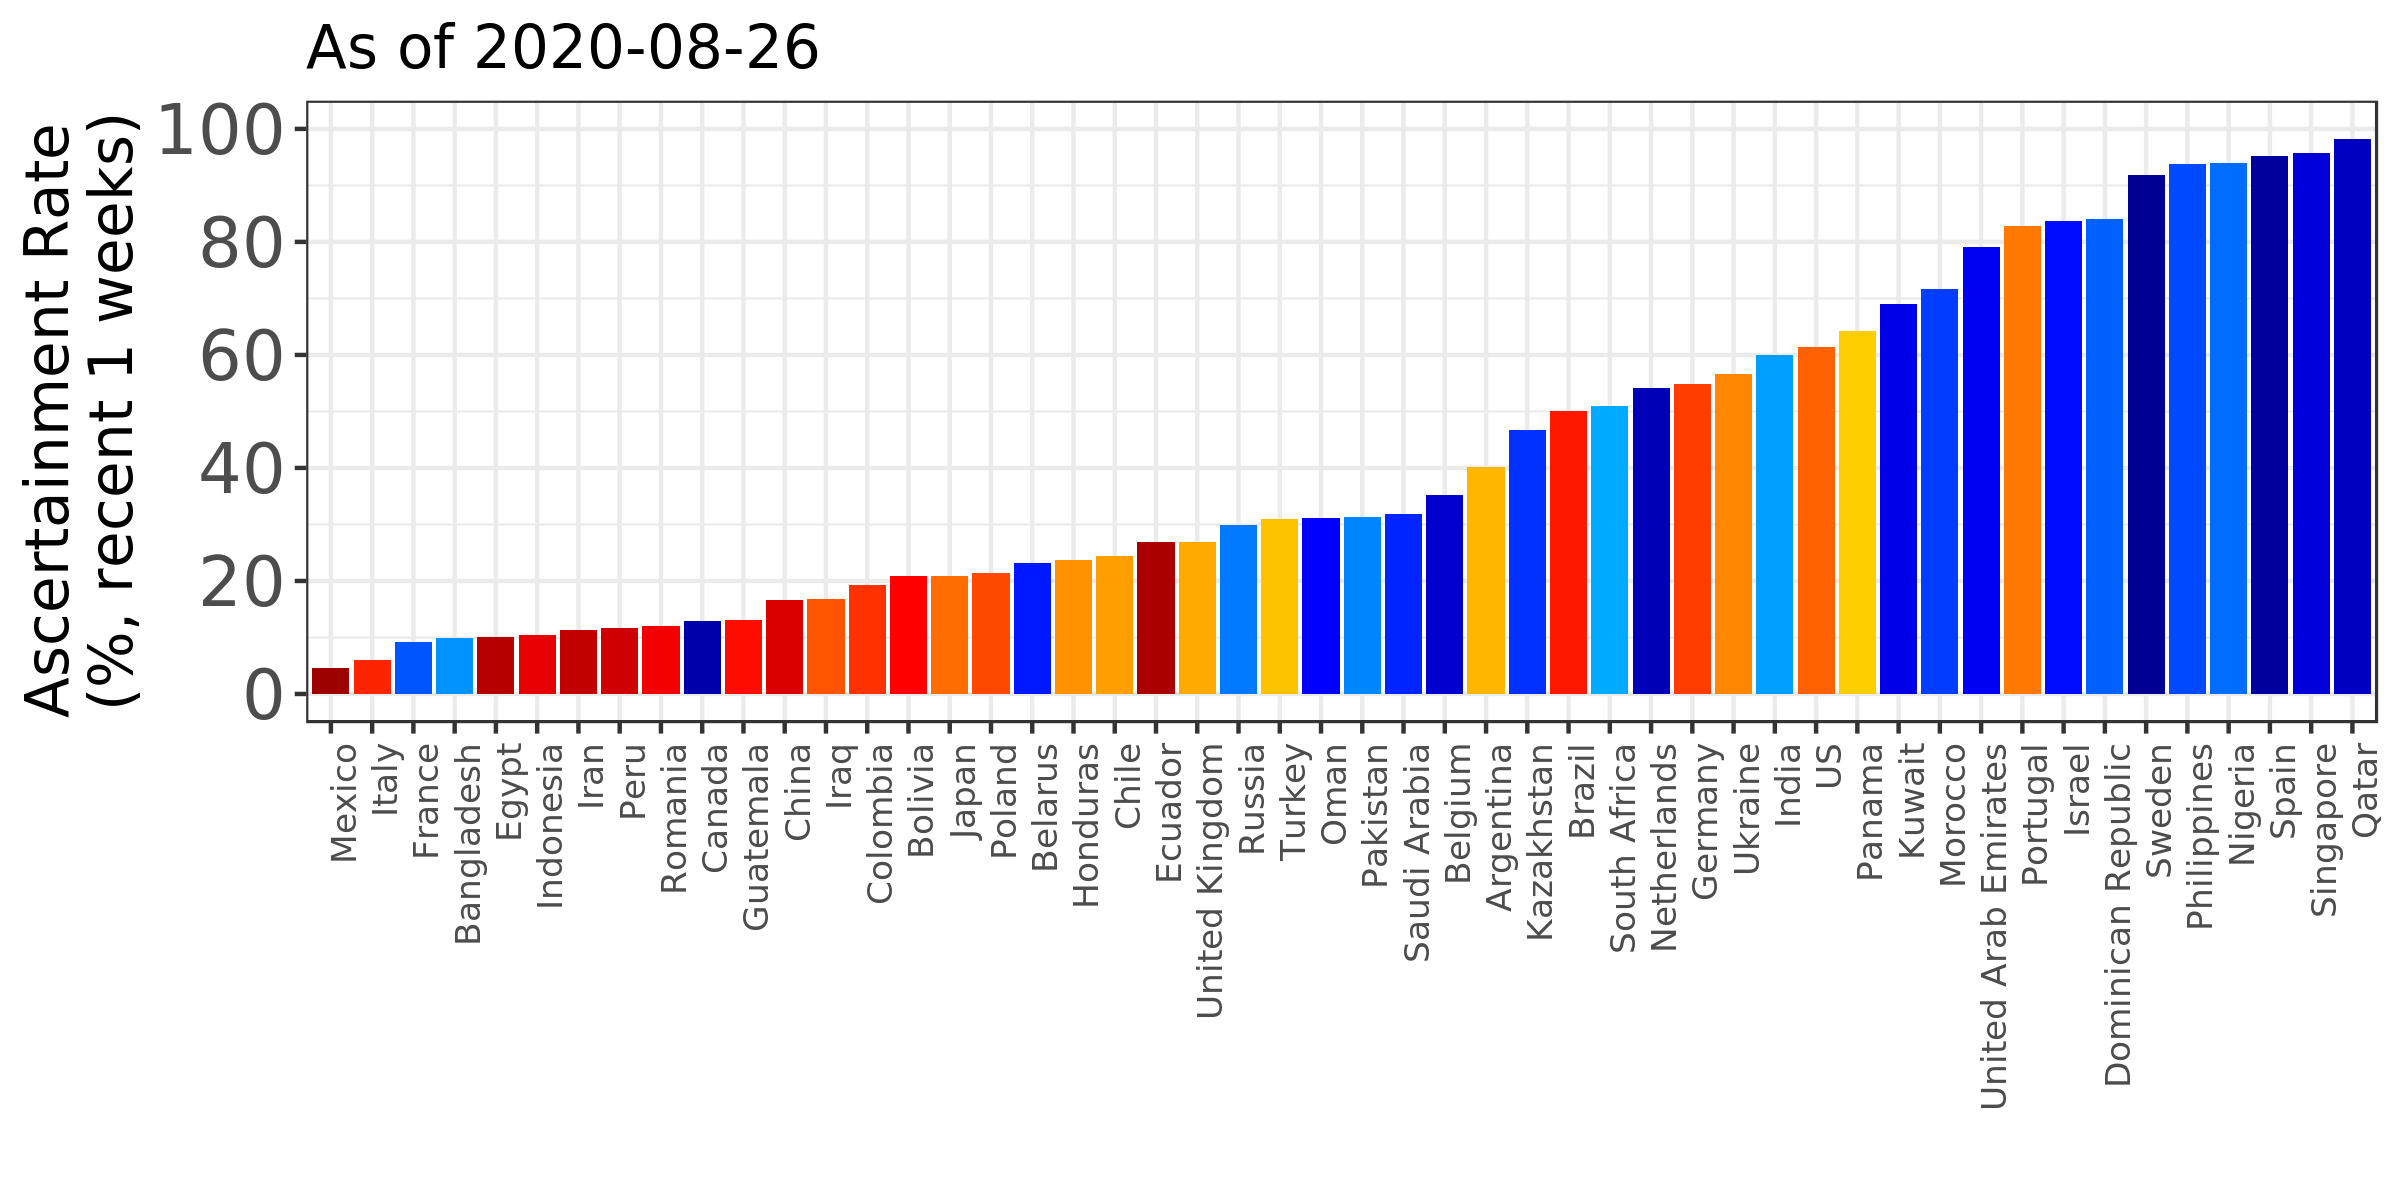 As of 2020-08-26
Ascertainment Rate
(%, recent 1 weeks)
100
80
60
40
20
0
Mexico
Italy
France
Bangladesh
Egypt
Indonesia
Iran
Peru
Romania
Canada
Guatemala
China
Iraq
Colombia
Bolivia
Japan
Poland
Belarus
Honduras
Chile
Ecuador
United Kingdom
Russia
Turkey
Oman
Pakistan
Saudi Arabia
Belgium
Argentina
Kazakhstan
Brazil
South Africa
Netherlands
Germany
Ukraine
India
US
Panama
Kuwait
Morocco
United Arab Emirates
Portugal
Israel
Dominican Republic
Sweden
Philippines
Nigeria
Spain
Singapore
Qatar